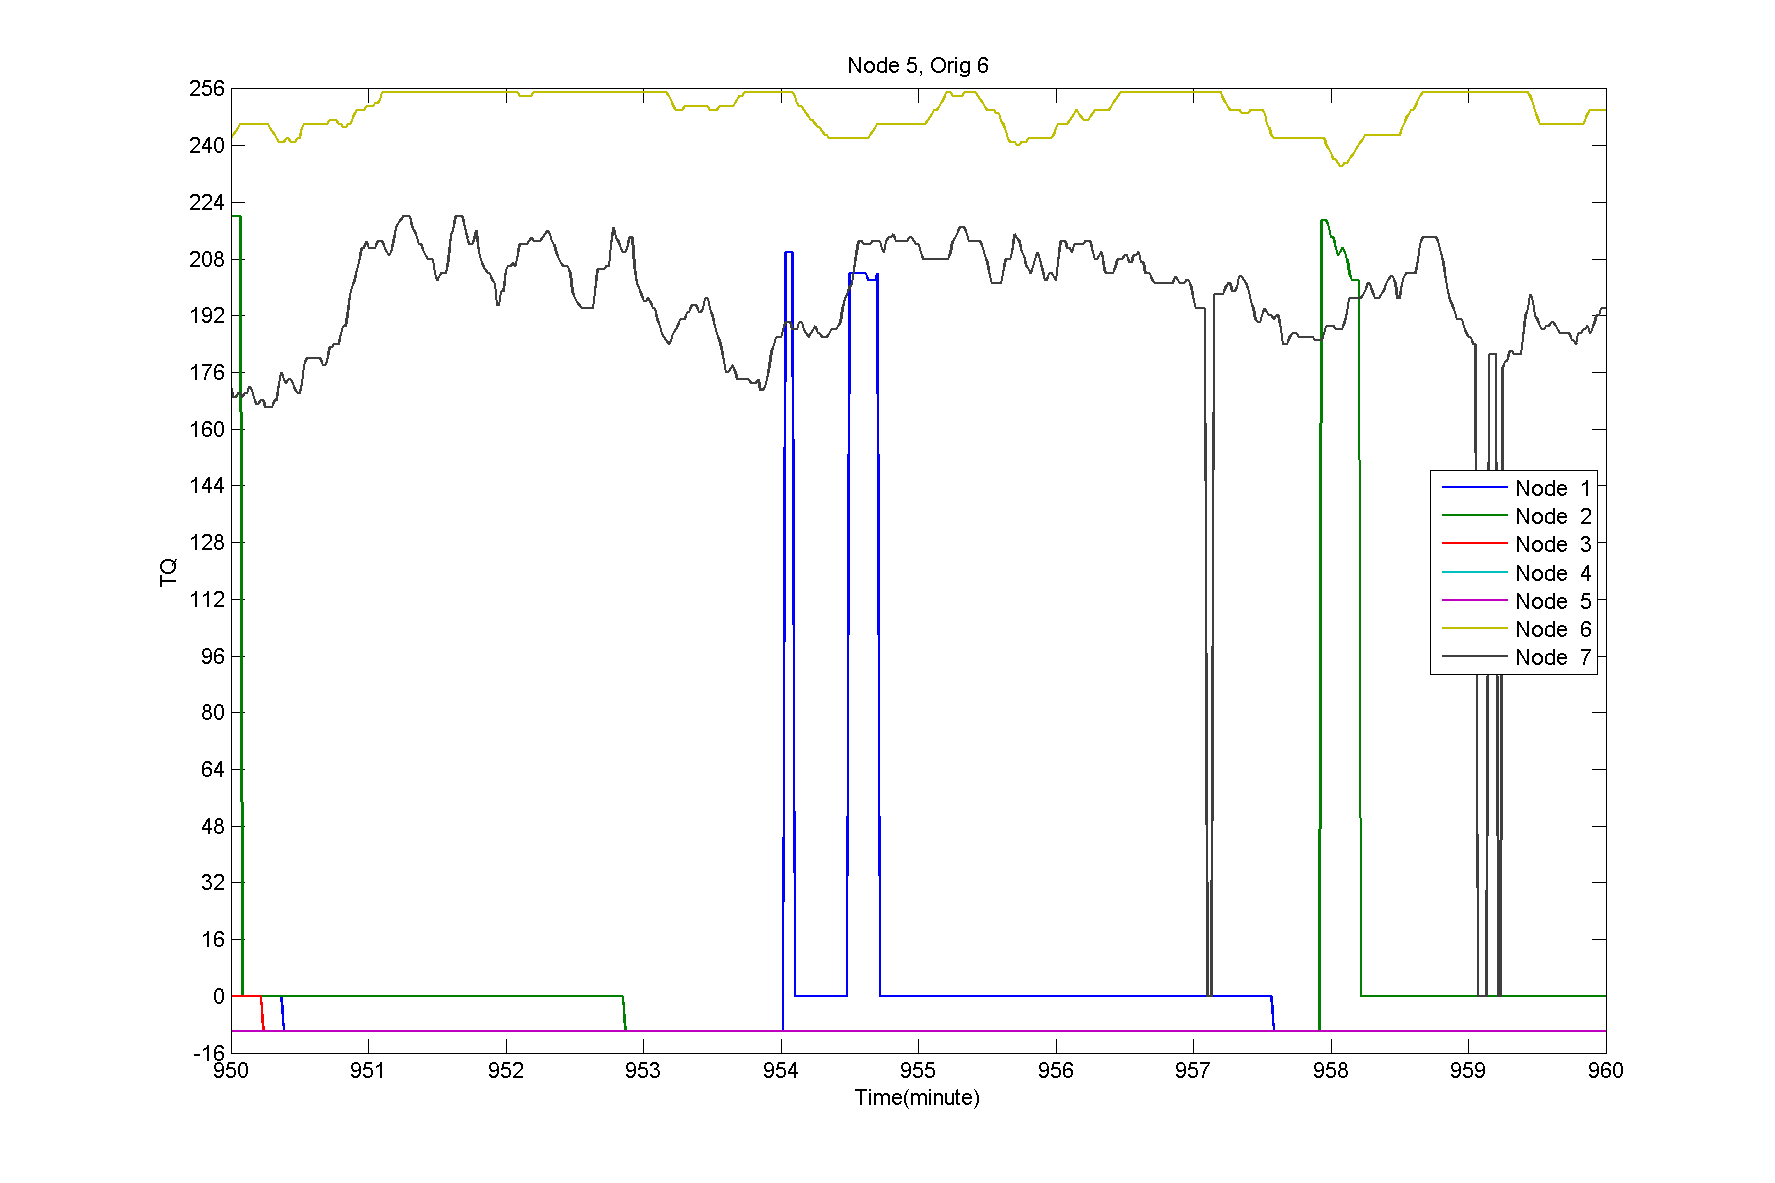 Node 5, Orig 6
256
240
224
208
192
176
160
144
128
112
96
80
64
48
32
16
0
-16
TQ
Node 1
Node 2
Node 3
Node 4
Node 5
Node 6
Node 7
950 951 952 953 954 955 956 957 958 959 960
Time(minute)